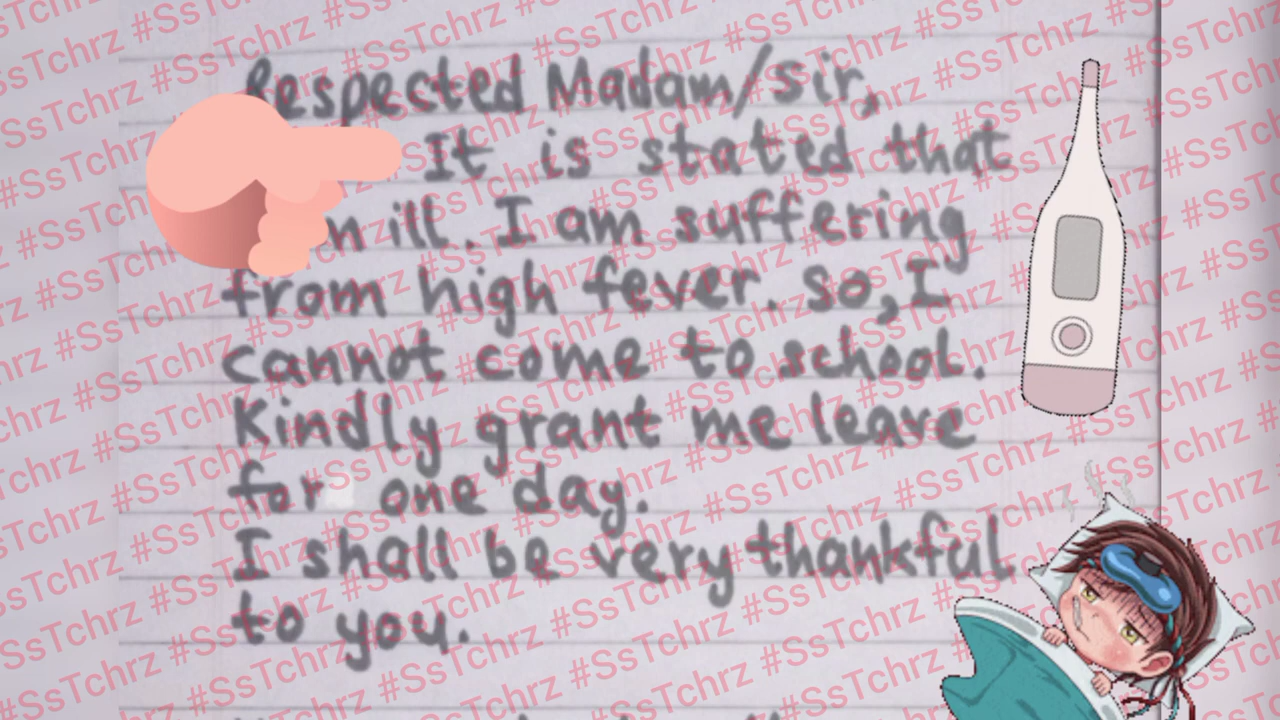 Respected Madam/Sir,
It is stated that
n ill. I am suffering
from high fever. So, I
cannot come to school.
Kindly grant me leave
for one day.
I shall be very thankful
to you.
#SsTchrz